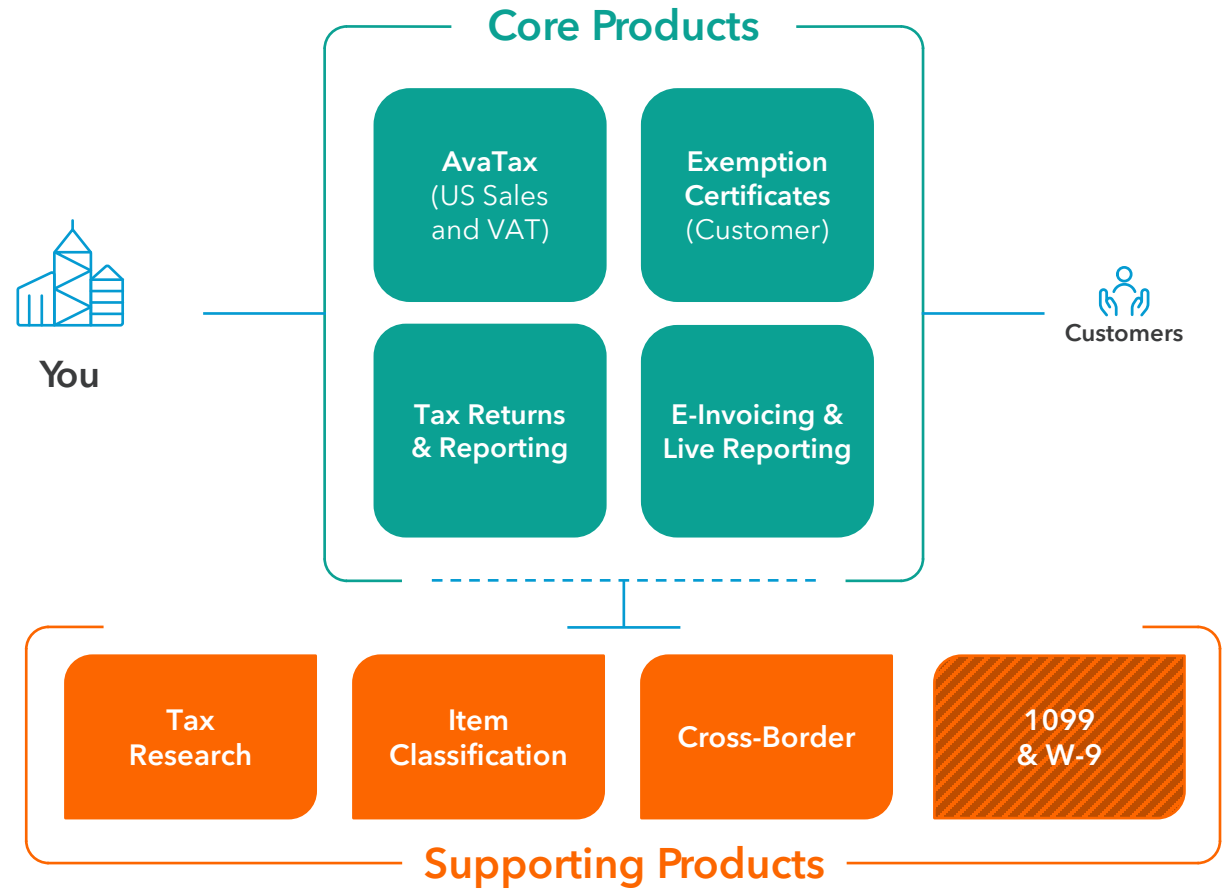 Core Products
AvaTax
(US Sales
and VAT)
Exemption
Certificates
(Customer)
You
Customers
Tax Returns
& Reporting
E-Invoicing &
Live Reporting
Tax
Research
Item
Classification
Cross-Border
1099
& W-9
Supporting Products